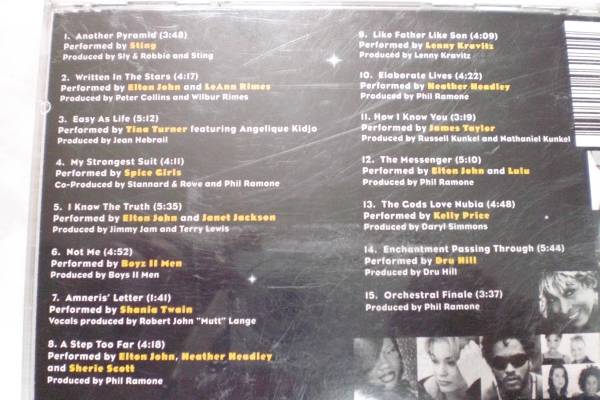 1. Another Pyramid (3:48)
Performed by Sting
Produced by Sly & Robbie and Sting
2. Written In The Stars (4:17)
Performed by Elton John and LeAnn Rimes
Produced by Peter Collins and Wilbur Rimes
3. Easy As Life (5:12)
Performed by Tina Turner featuring Angelique Kidjo
Produced by Jean Hebrail
4. My Strongest Suit (4:11)
Performed by Spice Girls
Co-Produced by Stannard & Rowe and Phil Ramone
5. I Know The Truth (5:35)
Performed by Elton John and Janet Jackson
Produced by Jimmy Jam and Terry Lewis
6. Not Me (4:52)
Performed by Boyz II Men
Produced by Boys II Men
7. Amneris' Letter (1:41)
Performed by Shania Twain
Vocals produced by Robert John "Mutt" Lange
8. A Step Too Far (4:18)
Performed by Elton John, Heather Headley
and Sherie Scott
Produced by Phil Ramone
9. Like Father Like Son (4:09)
Performed by Lenny Kravitz
Produced by Lenny Kravitz
10. Elaborate Lives (4:22)
Performed by Heather Headley
Produced by Phil Ramone
11. How I Know You (3:19)
Performed by James Taylor
Produced by Russell Kunkel and Nathaniel Kunkel
12. The Messenger (5:10)
Performed by Elton John and Lulu
Produced by Phil Ramone
13. The Gods Love Nubia (4:48)
Performed by Kelly Price
Produced by Daryl Simmons
14. Enchantment Passing Through (5:44)
Performed by Dru Hill
Produced by Dru Hill
15. Orchestral Finale (3:37)
Produced by Phil Ramone